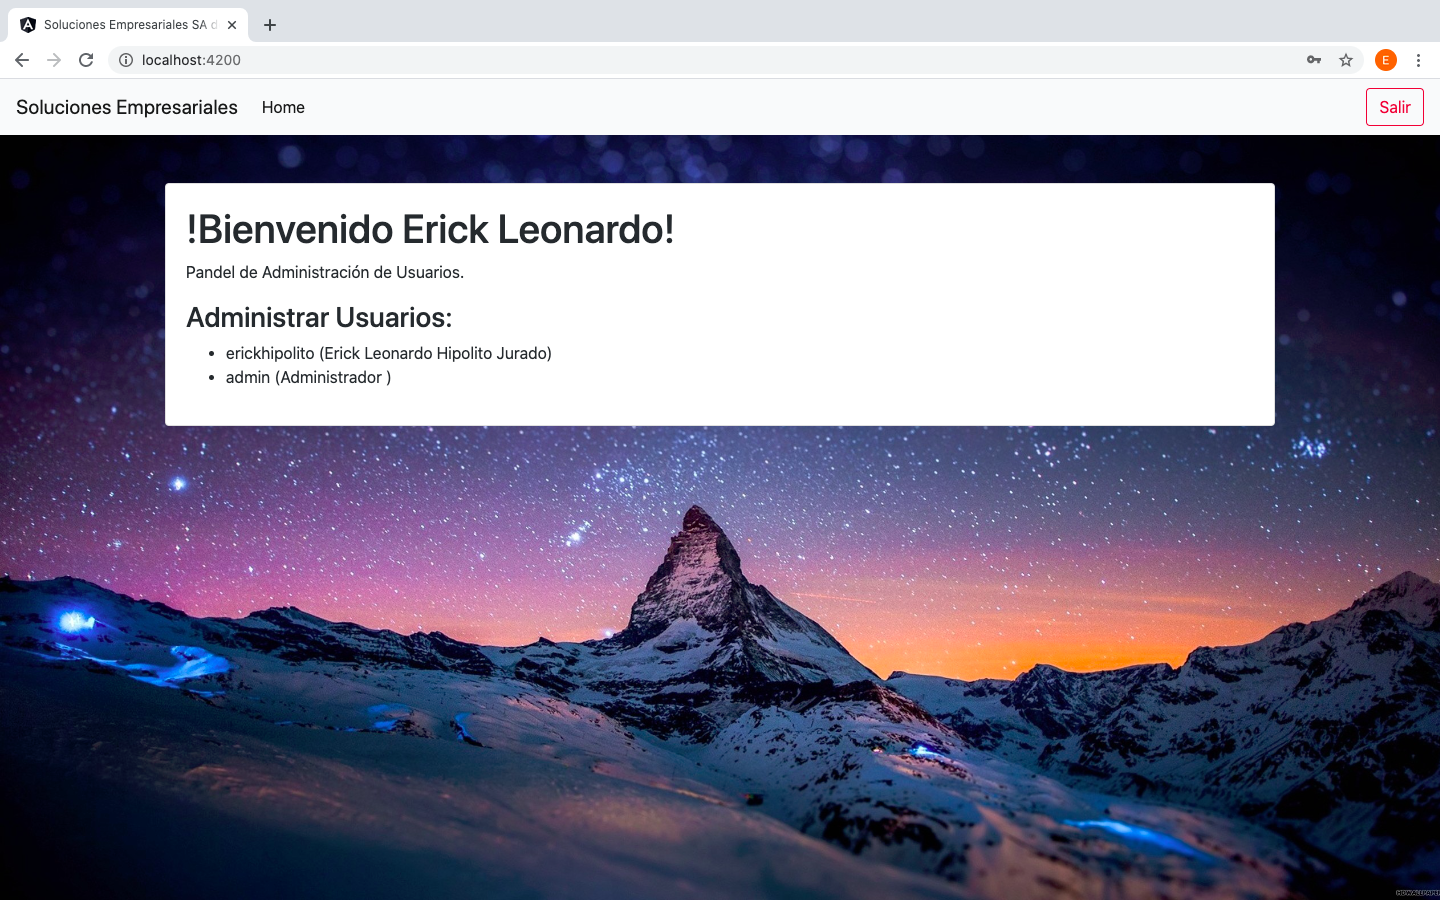 Soluciones Empresariales SA d
localhost:4200
E
Soluciones Empresariales
Home
Salir
!Bienvenido Erick Leonardo!
Pandel de Administración de Usuarios.
Administrar Usuarios:
erickhipolito (Erick Leonardo Hipolito Jurado)
admin (Administrador )